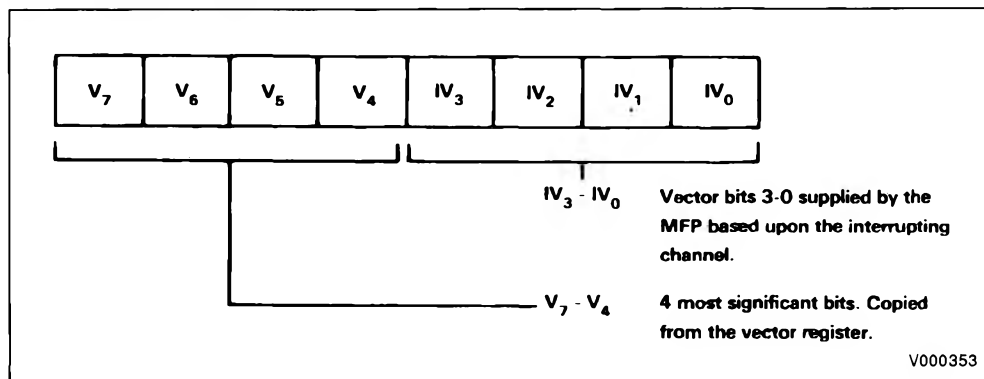 V₇ V₆ V₅ V₄ IV₃ IV₂ IV₁ IV₀
IV₃ - IV₀ Vector bits 3-0 supplied by the
MFP based upon the interrupting
channel.
V₇ - V₄ 4 most significant bits. Copied
from the vector register.
V000353